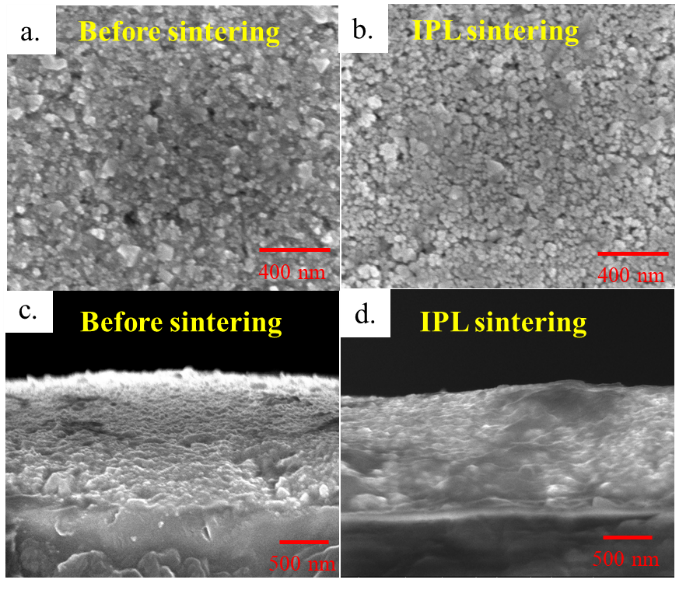 a.
Before sintering
400 nm
b.
IPL sintering
400 nm
c.
Before sintering
500 nm
d.
IPL sintering
500 nm